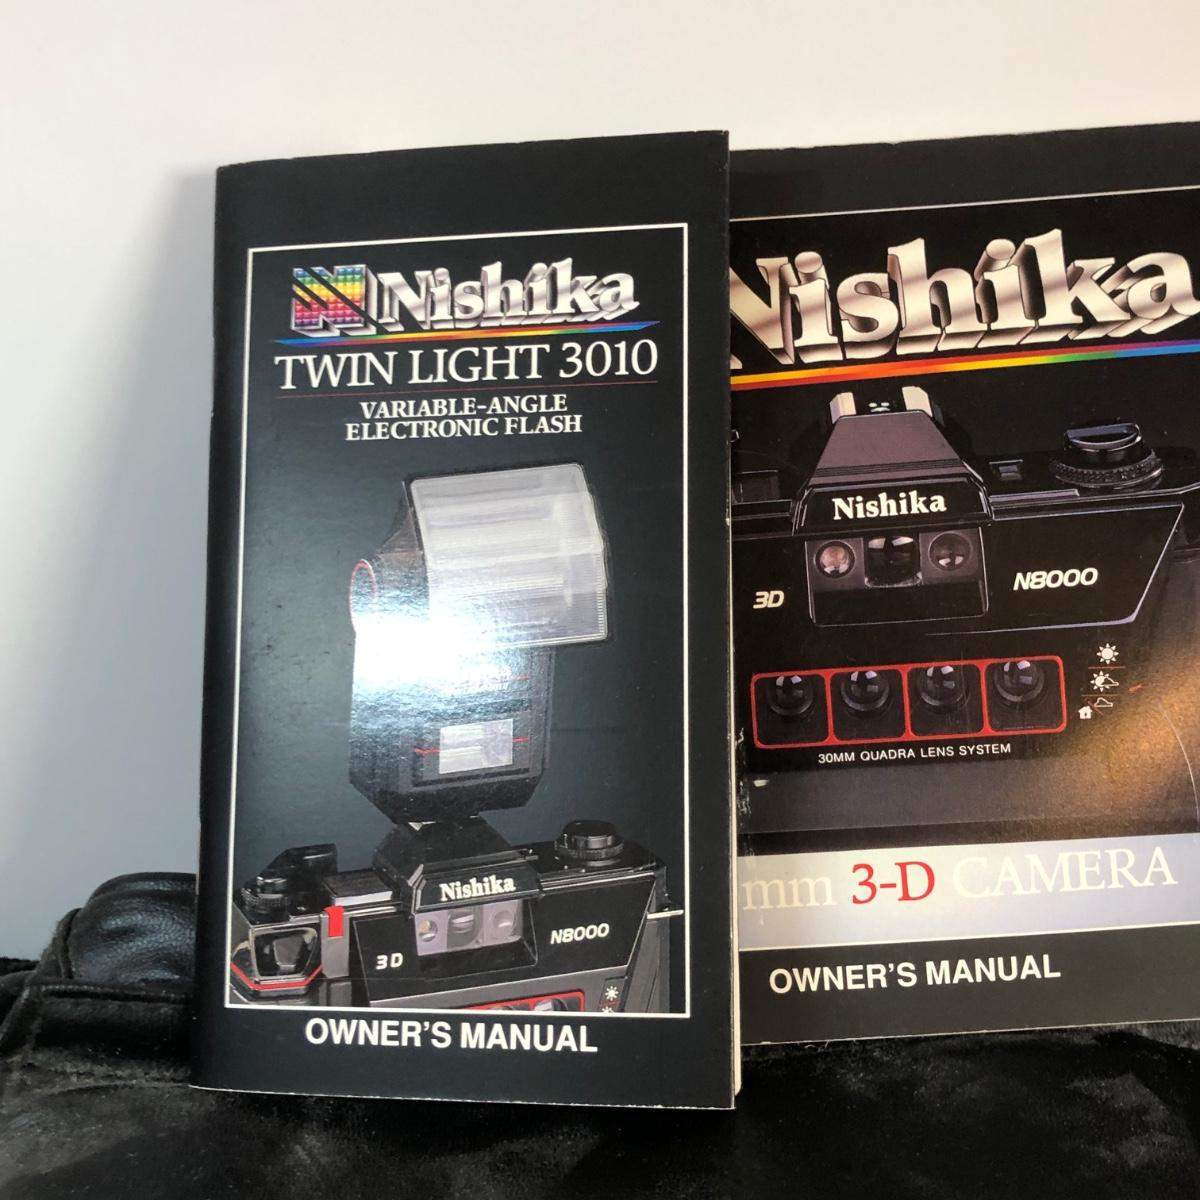 Nishika
TWIN LIGHT 3010
VARIABLE-ANGLE
ELECTRONIC FLASH
Nishika
3D
N8000
OWNER'S MANUAL
Nishika
Nishika
3D
N8000
30MM QUADRA LENS SYSTEM
mm 3-D CAMERA
OWNER'S MANUAL